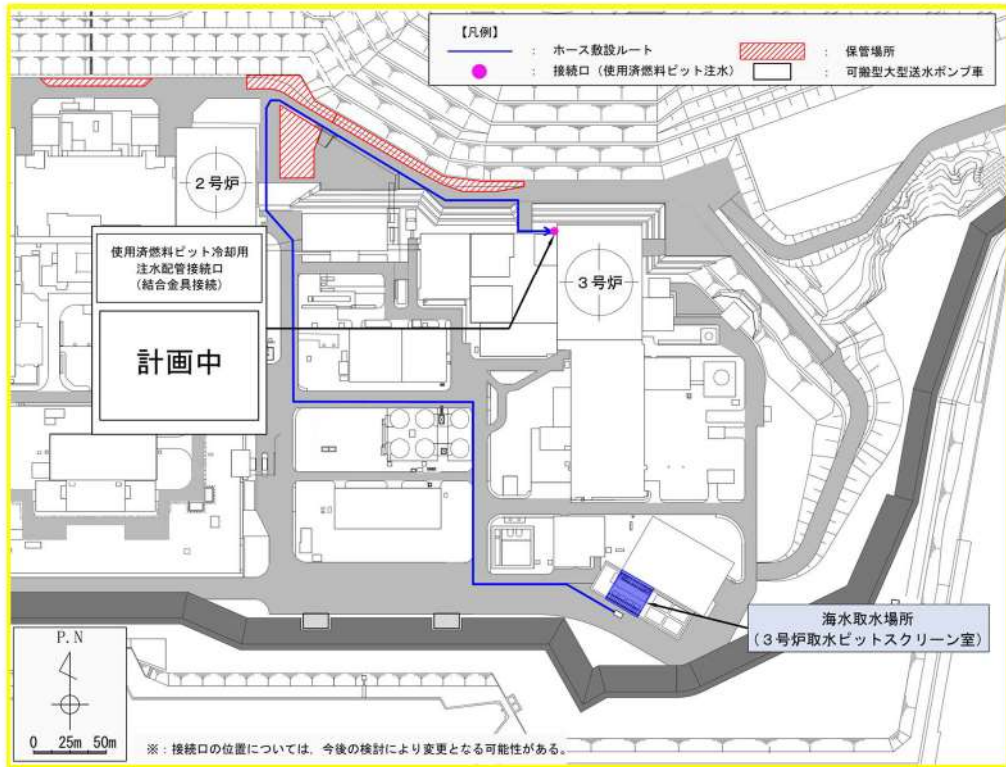 【凡例】
： ホース敷設ルート
： 保管場所
： 接続口（使用済燃料ピット注水）
： 可搬型大型送水ポンプ車
２号炉
使用済燃料ピット冷却用
注水配管接続口
（結合金具接続）
計画中
３号炉
海水取水場所
（３号炉取水ピットスクリーン室）
P.N
0 25m 50m
※：接続口の位置については、今後の検討により変更となる可能性がある。